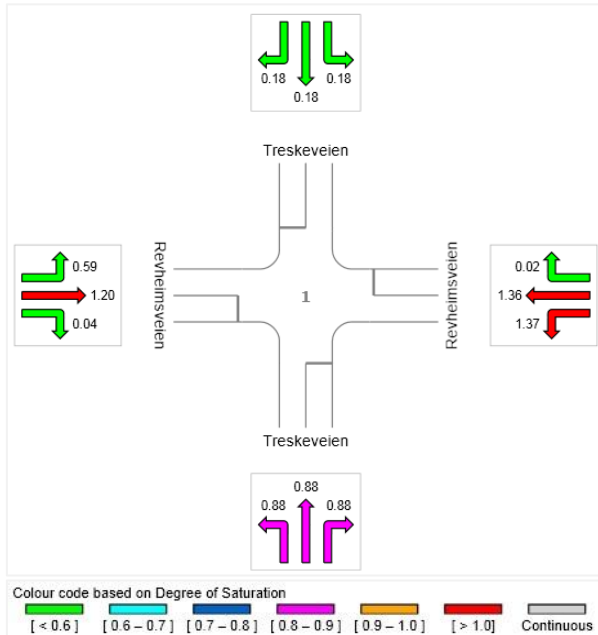 0.18 0.18
0.18
Treskeveien
Revheimsveien
0.59
1.20
0.04
1
Revheimsveien
0.02
1.36
1.37
Treskeveien
0.88
0.88 0.88
Colour code based on Degree of Saturation
[ < 0.6 ] [ 0.6 – 0.7 ] [ 0.7 – 0.8 ] [ 0.8 – 0.9 ] [ 0.9 – 1.0 ] [ > 1.0 ] Continuous